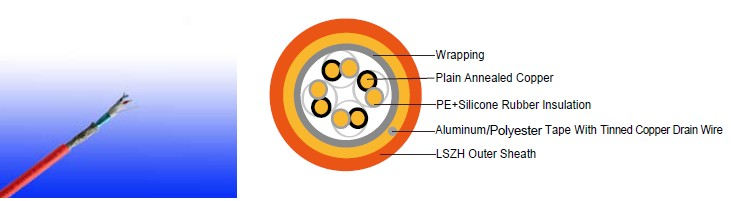 Wrapping
Plain Annealed Copper
PE+Silicone Rubber Insulation
Aluminum/Polyester Tape With Tinned Copper Drain Wire
LSZH Outer Sheath